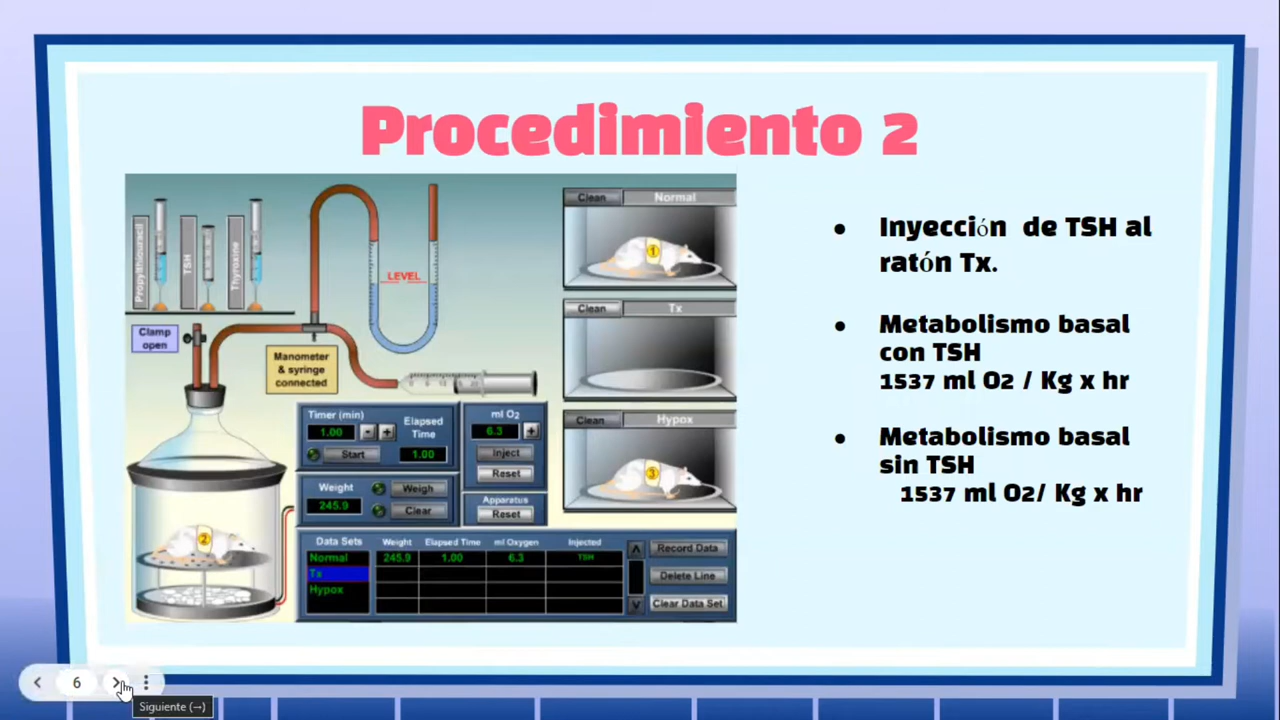 Procedimiento 2
Propylthiouracil
TSH
Thyroxine
LEVEL
Clamp
open
Manometer
& syringe
connected
Clean
Normal
Clean
Tx
Clean
Hypox
Timer (min)
1.00
-
+
Start
Elapsed
Time
1.00
ml O2
6.3
+
Inject
Reset
Weight
245.9
Weigh
Clear
Apparatus
Reset
1
2
3
Data Sets
Normal
Tx
Hypox
Weight Elapsed Time ml Oxygen Injected
245.9 1.00 6.3 TSH
Record Data
Delete Line
Clear Data Set
• Inyección de TSH al
ratón Tx.
• Metabolismo basal
con TSH
1537 ml O2 / Kg x hr
• Metabolismo basal
sin TSH
1537 ml O2/ Kg x hr
6
Siguiente (→)